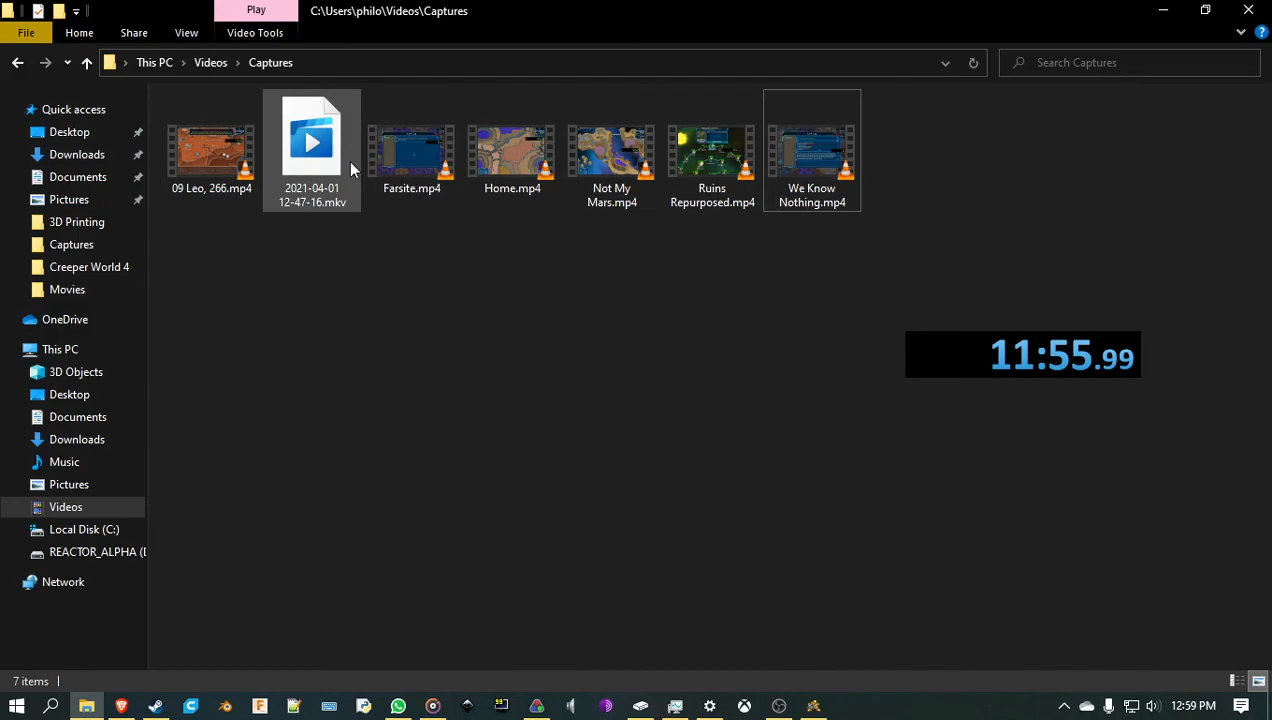 Play
C:\Users\philo\Videos\Captures
File
Home
Share
View
Video Tools
This PC
Videos
Captures
Search Captures
Quick access
Desktop
Downloads
Documents
Pictures
3D Printing
Captures
Creeper World 4
Movies
OneDrive
This PC
3D Objects
Desktop
Documents
Downloads
Music
Pictures
Videos
Local Disk (C:)
REACTOR_ALPHA (
Network
09 Leo, 266.mp4
2021-04-01
12-47-16.mkv
Farsite.mp4
Home.mp4
Not My
Mars.mp4
Ruins
Repurposed.mp4
We Know
Nothing.mp4
11:55.99
7 items
12:59 PM